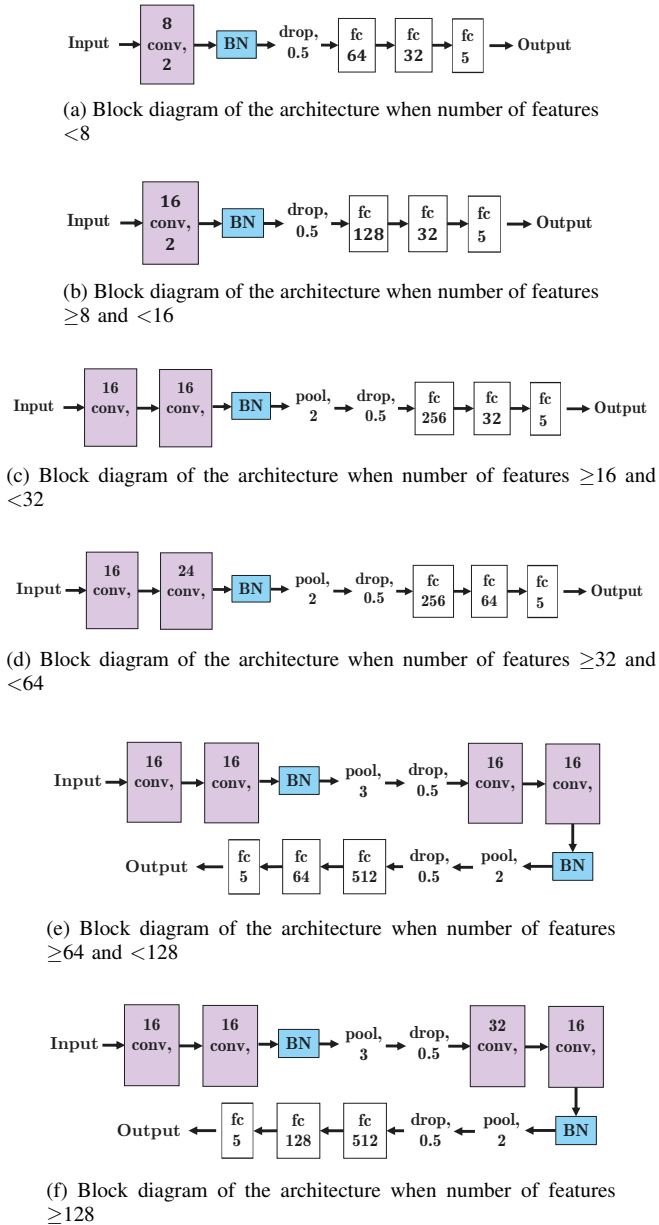 Input 8 conv, 2 BN drop, 0.5 fc 64 fc 32 fc 5 Output
(a) Block diagram of the architecture when number of features
<8
Input 16 conv, 2 BN drop, 0.5 fc 128 fc 32 fc 5 Output
(b) Block diagram of the architecture when number of features
≥8 and <16
Input 16 conv, 16 conv, BN pool, 2 drop, 0.5 fc 256 fc 32 fc 5 Output
(c) Block diagram of the architecture when number of features ≥16 and
<32
Input 16 conv, 24 conv, BN pool, 2 drop, 0.5 fc 256 fc 64 fc 5 Output
(d) Block diagram of the architecture when number of features ≥32 and
<64
Input 16 conv, 16 conv, BN pool, 3 drop, 0.5 16 conv, 16 conv,
Output fc 5 fc 64 fc 512 drop, 0.5 pool, 2 BN
(e) Block diagram of the architecture when number of features
≥64 and <128
Input 16 conv, 16 conv, BN pool, 3 drop, 0.5 32 conv, 16 conv,
Output fc 5 fc 128 fc 512 drop, 0.5 pool, 2 BN
(f) Block diagram of the architecture when number of features
≥128